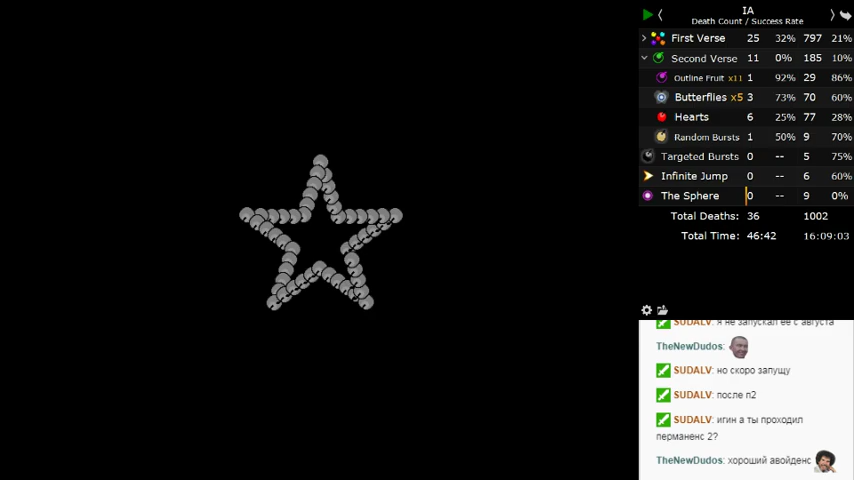 IA
Death Count / Success Rate
First Verse 25 32% 797 21%
Second Verse 11 0% 185 10%
Outline Fruit x11 1 92% 29 86%
Butterflies x5 3 73% 70 60%
Hearts 6 25% 77 28%
Random Bursts 1 50% 9 70%
Targeted Bursts 0 -- 5 75%
Infinite Jump 0 -- 6 60%
The Sphere 0 -- 9 0%
Total Deaths: 36 1002
Total Time: 46:42 16:09:03
SUDALV: я не запускал ее с августа
TheNewDudos:
SUDALV: но скоро запущу
SUDALV: после п2
SUDALV: игин а ты проходил
перманенс 2?
TheNewDudos: хороший авойденс